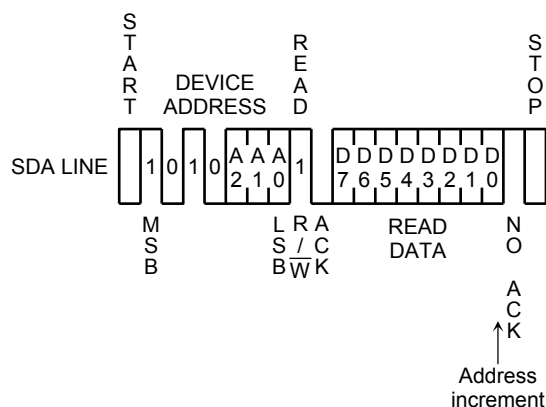 START
READ
STOP
DEVICE
ADDRESS
SDA LINE
1 0 1 0 A2 A1 A0 1 D7 D6 D5 D4 D3 D2 D1 D0
MSB
LSB
R/W
ACK
READ
DATA
NO ACK
Address
increment